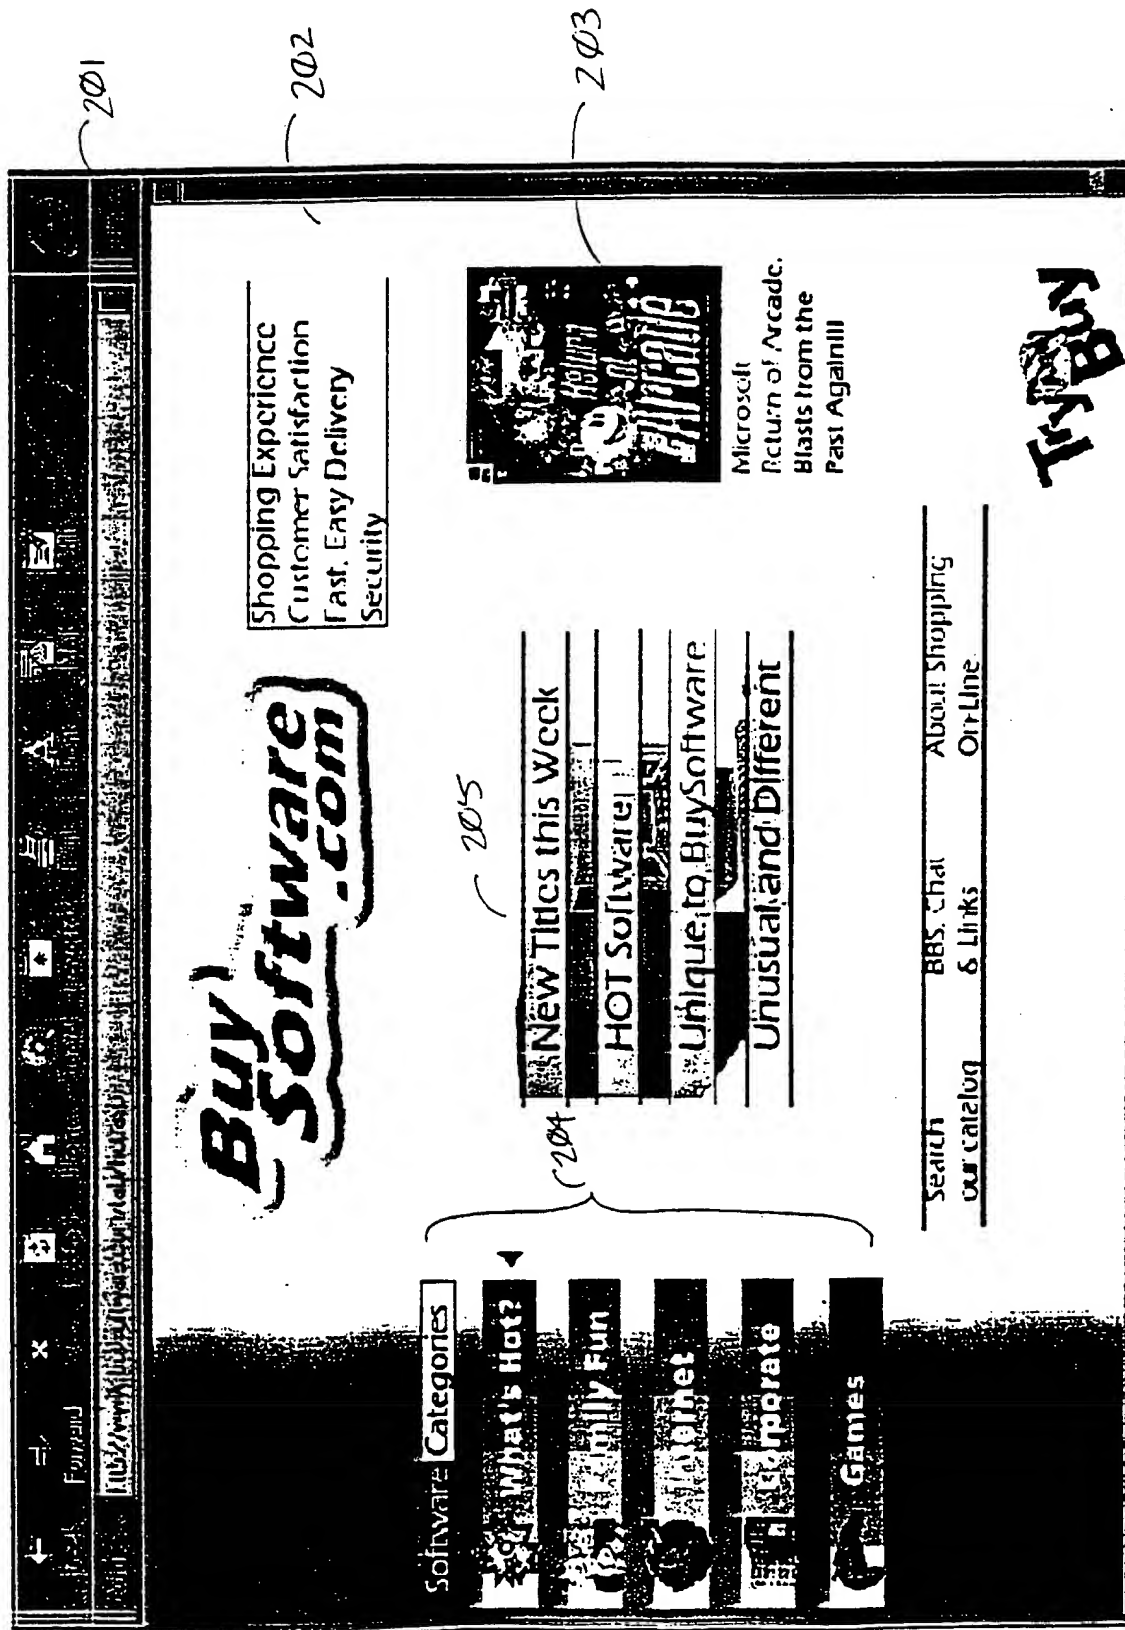 201
202
203
Forward
Buy
Software
.com
Shopping Experience
Customer Satisfaction
Fast, Easy Delivery
Security
Software Categories
What's Hot?
Family Fun
Internet
Corporate
Games
204
205
New Titles this Week
HOT Software
Unique to BuySoftware
Unusual and Different
Return
ARCADE
Microsoft
Return of Arcade.
Blasts from the
Past Again!!!
Search
our catalog
BBS, Chat
& Links
About Shopping
On-Line
Try
Buy